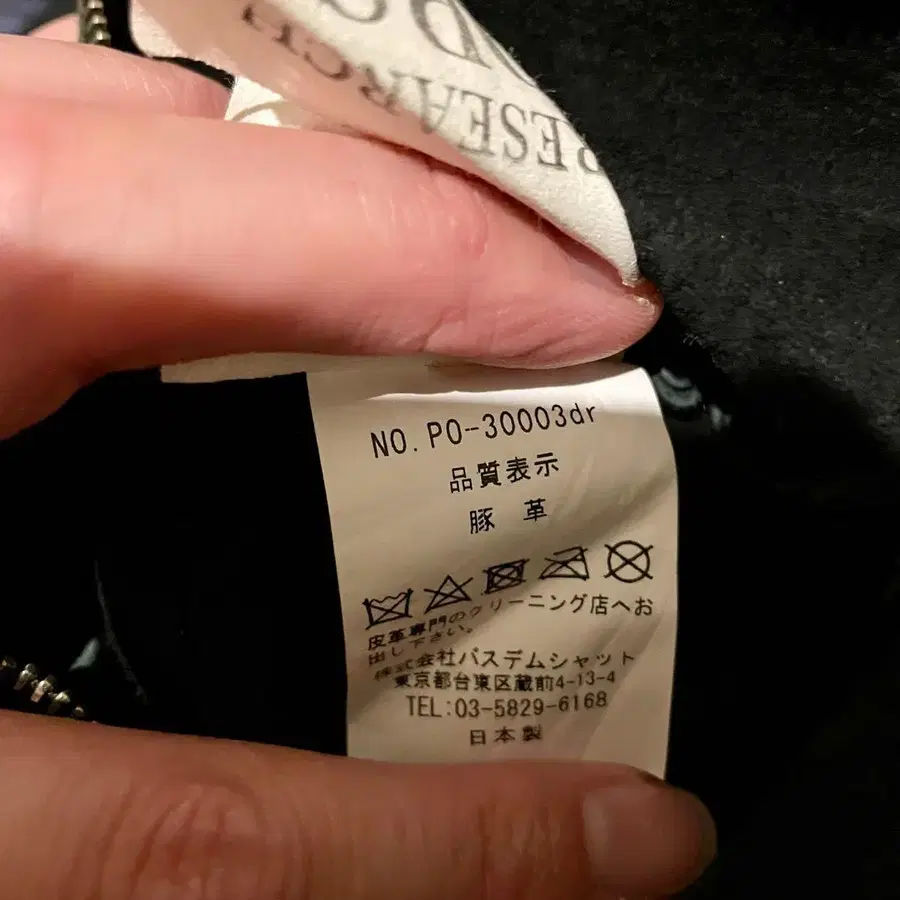 RESEARCH
NO. PO-30003dr
品質表示
豚 革
皮革専門のクリーニング店へお
出し下さい。
株式会社パスデムシャット
東京都台東区蔵前4-13-4
TEL:03-5829-6168
日本製